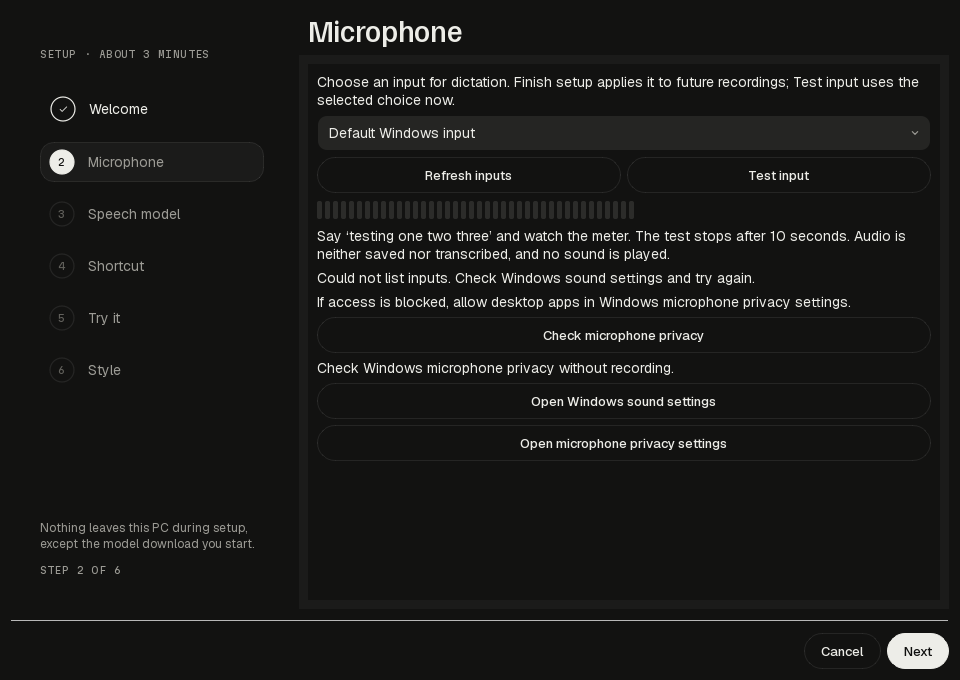 Microphone
SETUP · ABOUT 3 MINUTES
Welcome
2 Microphone
3 Speech model
4 Shortcut
5 Try it
6 Style
Nothing leaves this PC during setup,
except the model download you start.
STEP 2 OF 6
Choose an input for dictation. Finish setup applies it to future recordings; Test input uses the
selected choice now.
Default Windows input
Refresh inputs
Test input
Say ‘testing one two three’ and watch the meter. The test stops after 10 seconds. Audio is
neither saved nor transcribed, and no sound is played.
Could not list inputs. Check Windows sound settings and try again.
If access is blocked, allow desktop apps in Windows microphone privacy settings.
Check microphone privacy
Check Windows microphone privacy without recording.
Open Windows sound settings
Open microphone privacy settings
Cancel
Next